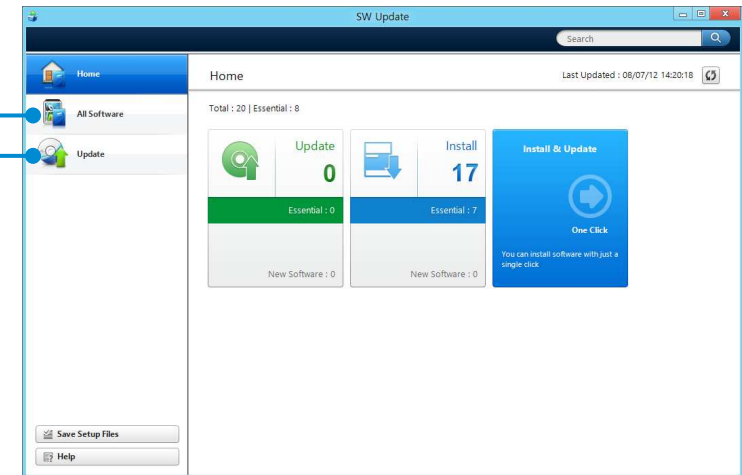 SW Update
Search
Home
All Software
Update
Save Setup Files
Help
Home
Last Updated : 08/07/12 14:20:18
Total : 20 | Essential : 8
Update
0
Essential : 0
New Software : 0
Install
17
Essential : 7
New Software : 0
Install & Update
One Click
You can install software with just a
single click